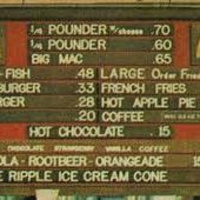 1/4 POUNDER W/cheese .70
1/4 POUNDER .60
BIG MAC .65
-FISH .48 LARGE Order Fries
BURGER .33 FRENCH FRIES
RGER .28 HOT APPLE PIE
.20 COFFEE
HOT CHOCOLATE .15
CHOCOLATE STRAWBERRY VANILLA COFFEE
OLA - ROOTBEER - ORANGEADE .15
E RIPPLE ICE CREAM CONE